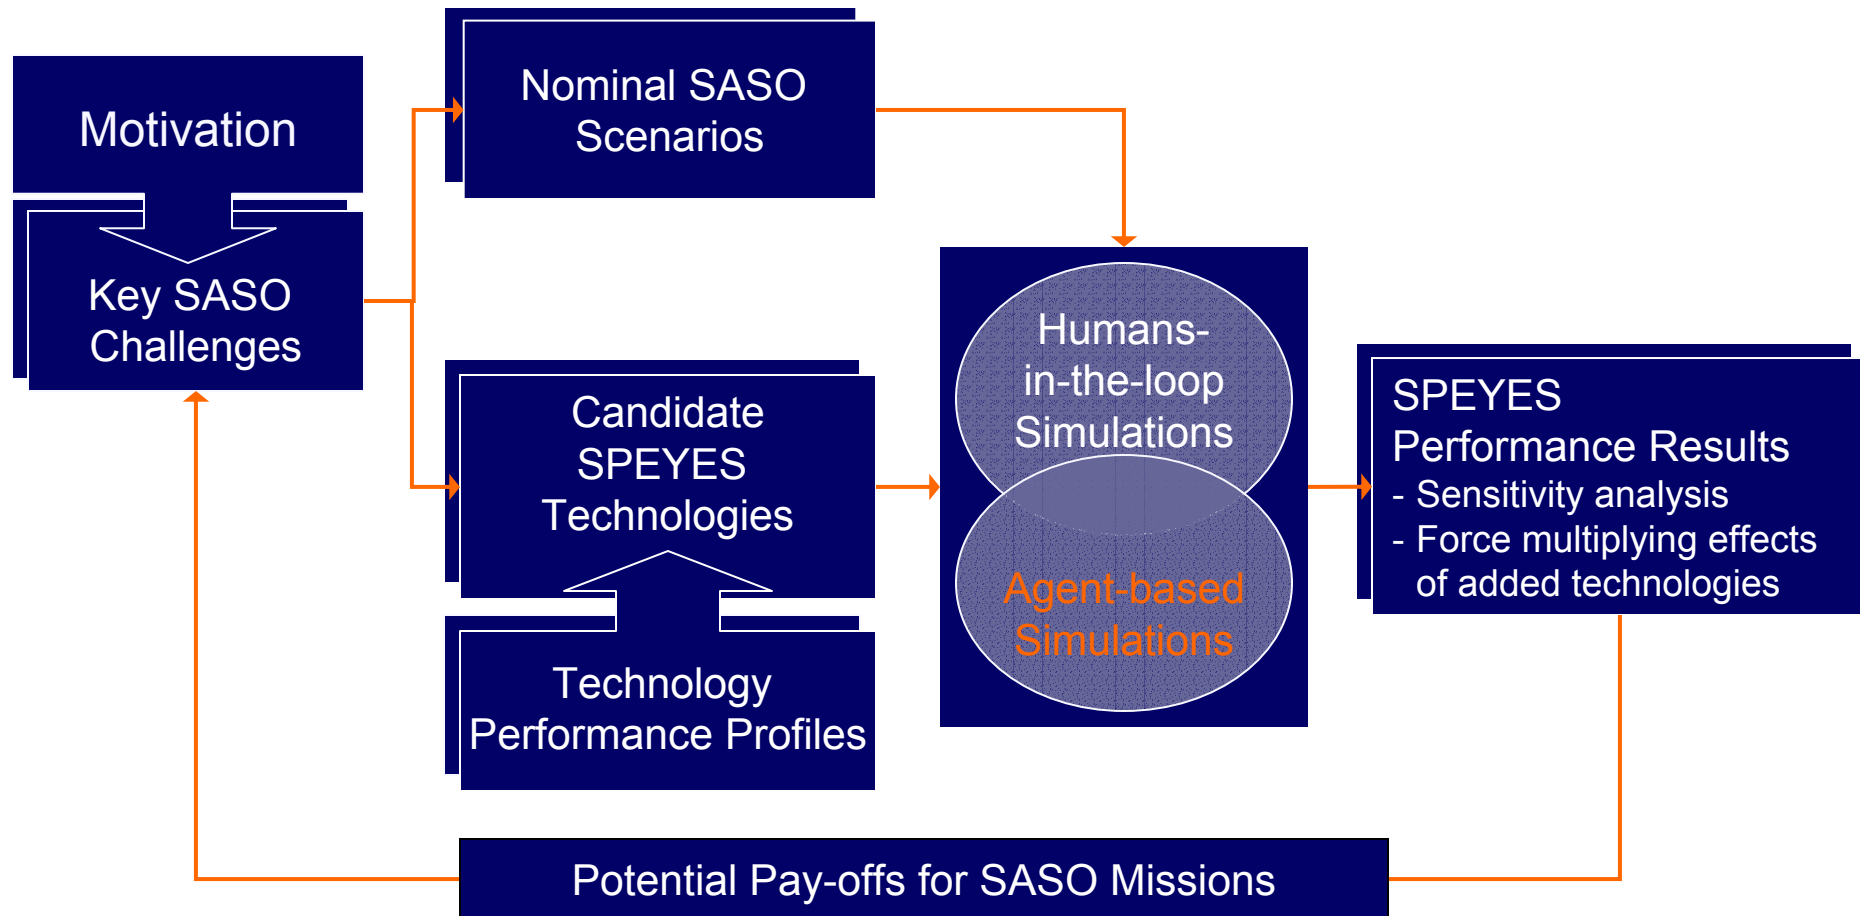 Motivation
Key SASO
Challenges
Nominal SASO
Scenarios
Candidate
SPEYES
Technologies
Technology
Performance Profiles
Humans-
in-the-loop
Simulations
Agent-based
Simulations
SPEYES
Performance Results
- Sensitivity analysis
- Force multiplying effects
of added technologies
Potential Pay-offs for SASO Missions